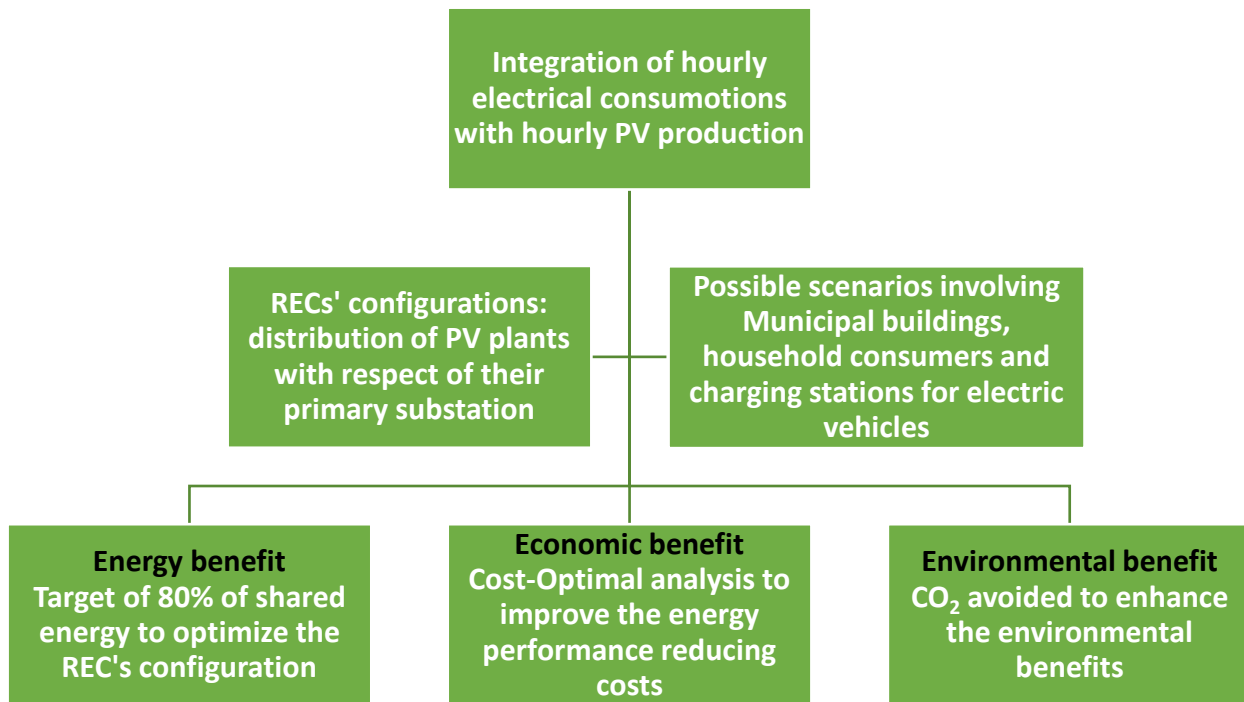 Integration of hourly
electrical consumotions
with hourly PV production
RECs' configurations:
distribution of PV plants
with respect of their
primary substation
Possible scenarios involving
Municipal buildings,
household consumers and
charging stations for electric
vehicles
Energy benefit
Target of 80% of shared
energy to optimize the
REC's configuration
Economic benefit
Cost-Optimal analysis to
improve the energy
performance reducing
costs
Environmental benefit
CO₂ avoided to enhance
the environmental
benefits